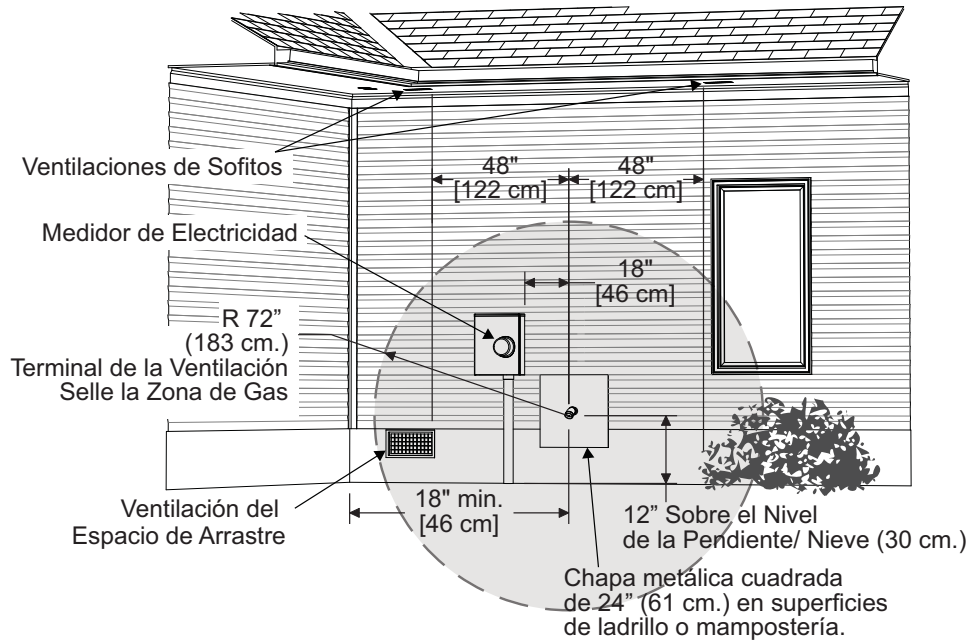 Ventilaciones de Sofitos
48"
[122 cm]
48"
[122 cm]
Medidor de Electricidad
18"
[46 cm]
R 72”
(183 cm.)
Terminal de la Ventilación
Selle la Zona de Gas
Ventilación del
Espacio de Arrastre
18" min.
[46 cm]
12” Sobre el Nivel
de la Pendiente/ Nieve (30 cm.)
Chapa metálica cuadrada
de 24” (61 cm.) en superficies
de ladrillo o mampostería.